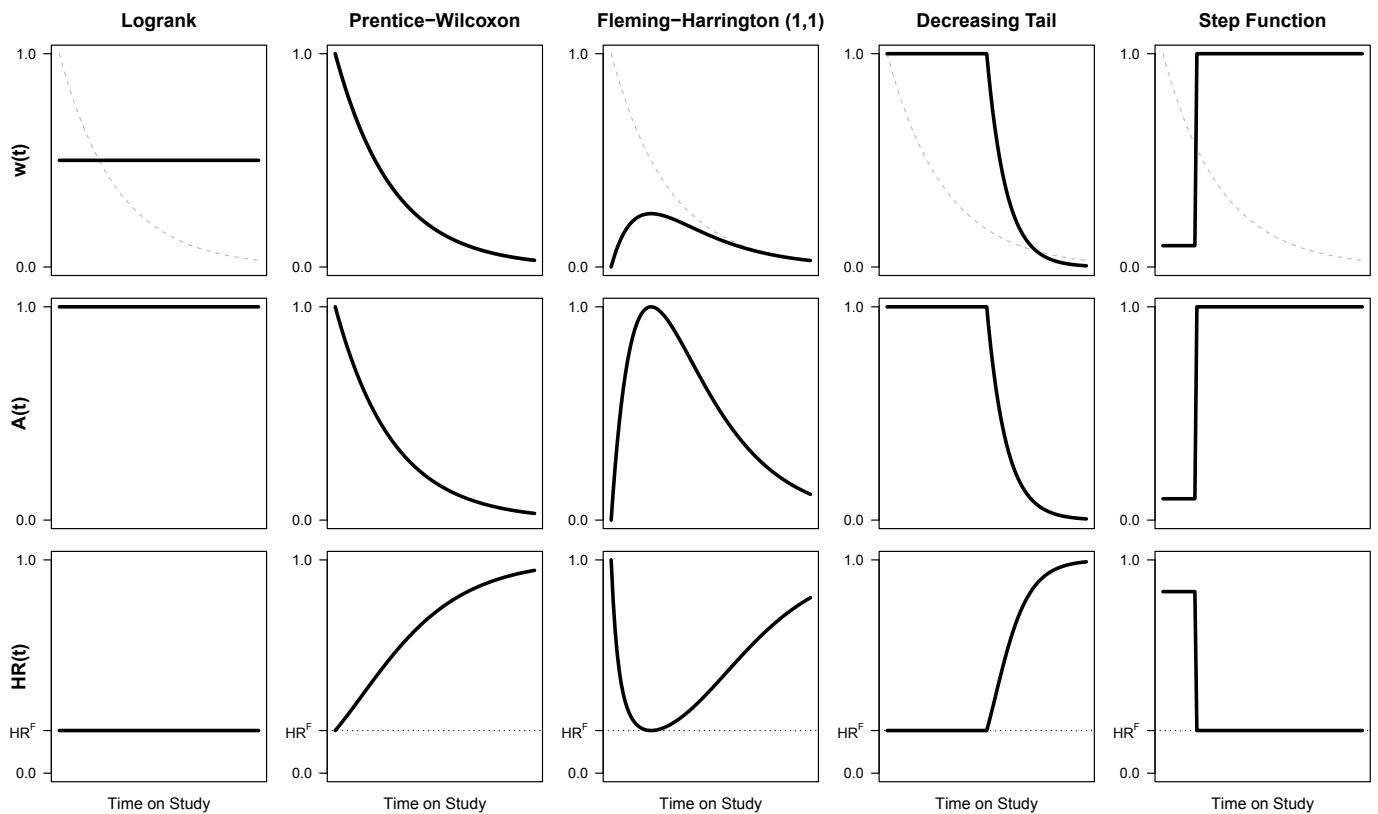 Logrank
Prentice−Wilcoxon
Fleming−Harrington (1,1)
Decreasing Tail
Step Function
w(t)
1.0
0.0
1.0
0.0
1.0
0.0
1.0
0.0
1.0
0.0
A(t)
1.0
0.0
1.0
0.0
1.0
0.0
1.0
0.0
1.0
0.0
HR(t)
1.0
HR^F
0.0
1.0
HR^F
0.0
1.0
HR^F
0.0
1.0
HR^F
0.0
1.0
HR^F
0.0
Time on Study
Time on Study
Time on Study
Time on Study
Time on Study